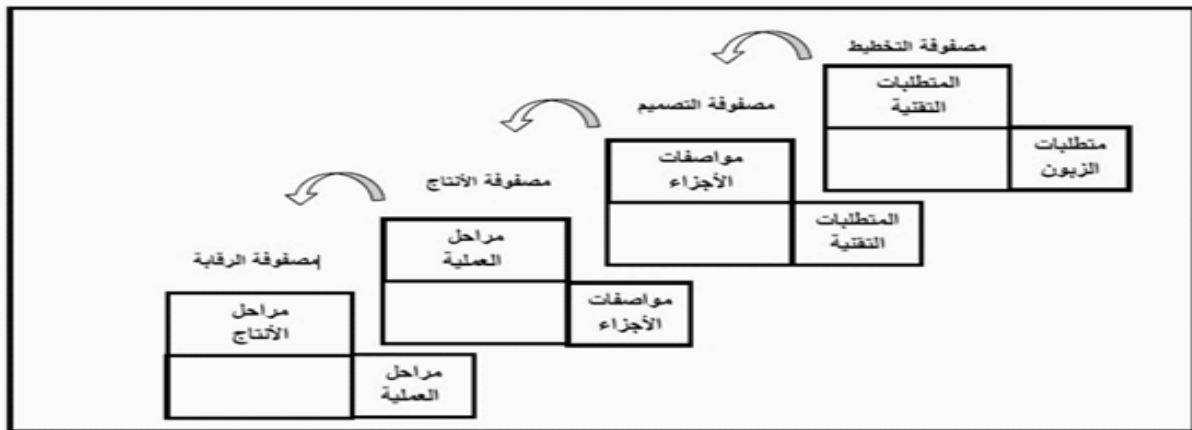 مصفوفة التخطيط
المتطلبات
التقنية
متطلبات
الزبون
مصفوفة التصميم
مواصفات
الأجزاء
المتطلبات
التقنية
مصفوفة الأنتاج
مراحل
العملية
مواصفات
الأجزاء
مصفوفة الرقابة
مراحل
الأنتاج
مراحل
العملية